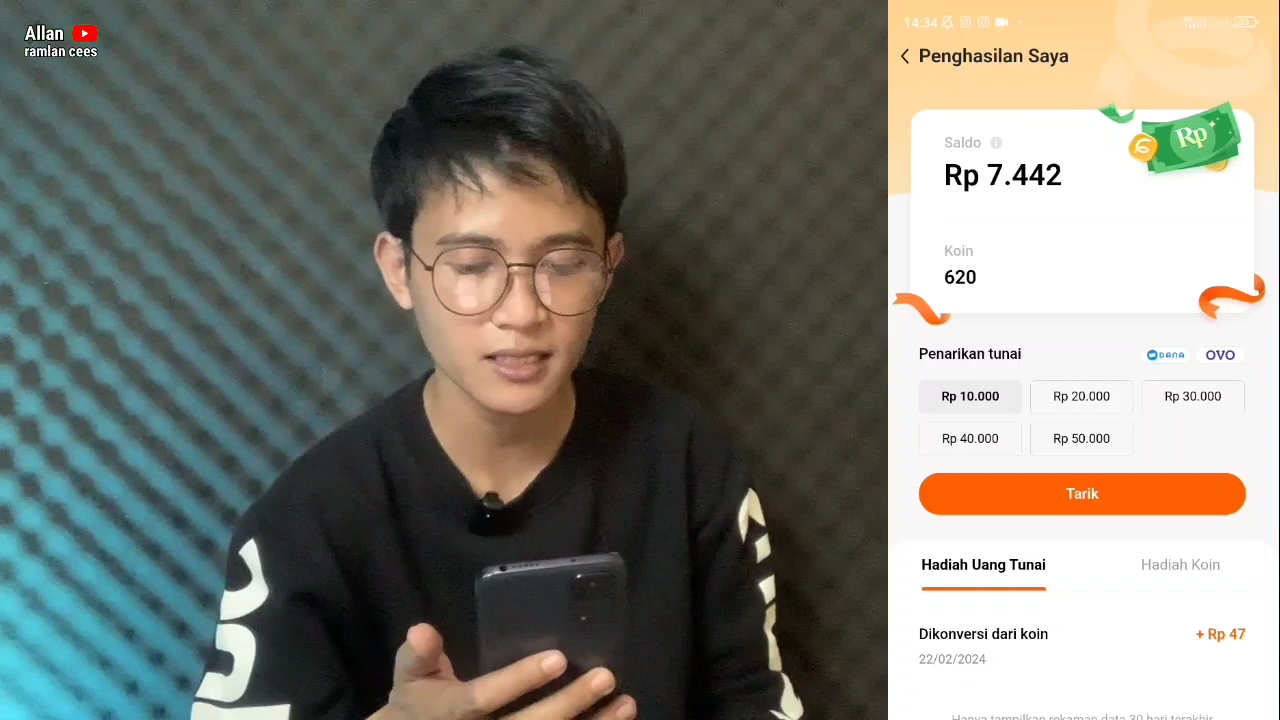 Allan
ramlan cees
14:34
Penghasilan Saya
Saldo
Rp 7.442
Rp
Koin
620
Penarikan tunai
DANA
OVO
Rp 10.000
Rp 20.000
Rp 30.000
Rp 40.000
Rp 50.000
Tarik
Hadiah Uang Tunai
Hadiah Koin
Dikonversi dari koin
+ Rp 47
22/02/2024
Hanya tampilkan rekaman data 30 hari terakhir